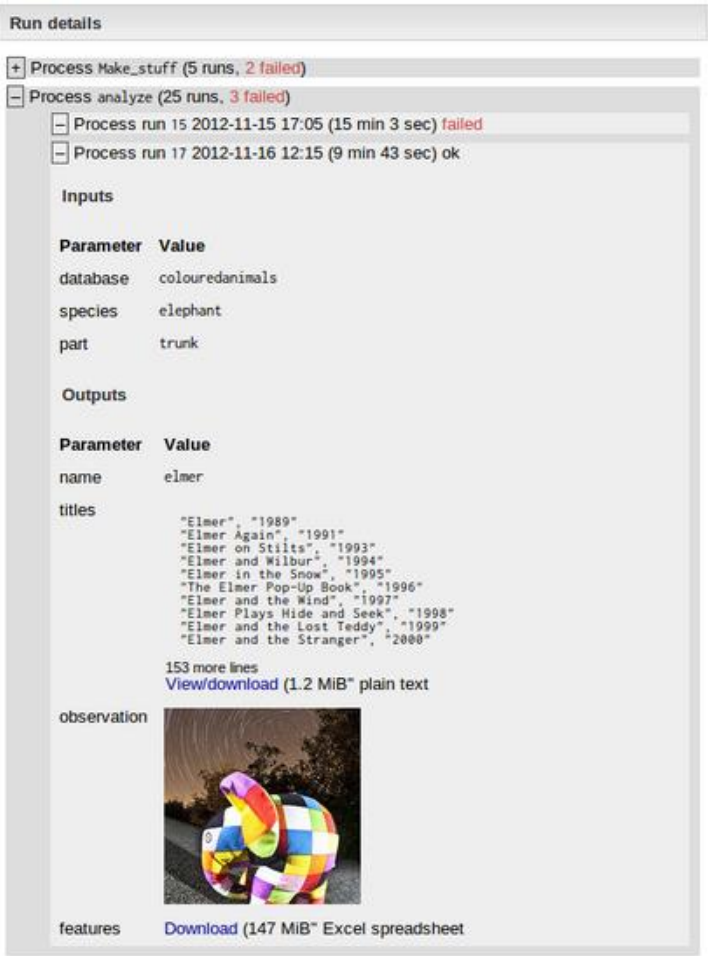 Run details
+ Process Make_stuff (5 runs, 2 failed)
– Process analyze (25 runs, 3 failed)
– Process run 15 2012-11-15 17:05 (15 min 3 sec) failed
– Process run 17 2012-11-16 12:15 (9 min 43 sec) ok
Inputs
Parameter Value
database colouredanimals
species elephant
part trunk
Outputs
Parameter Value
name elmer
titles
"Elmer", "1989"
"Elmer Again", "1991"
"Elmer on Stilts", "1993"
"Elmer and Wilbur", "1994"
"Elmer in the Snow", "1995"
"The Elmer Pop-Up Book", "1996"
"Elmer and the Wind", "1997"
"Elmer Plays Hide and Seek", "1998"
"Elmer and the Lost Teddy", "1999"
"Elmer and the Stranger", "2000"
153 more lines
View/download (1.2 MiB" plain text
observation
features Download (147 MiB" Excel spreadsheet